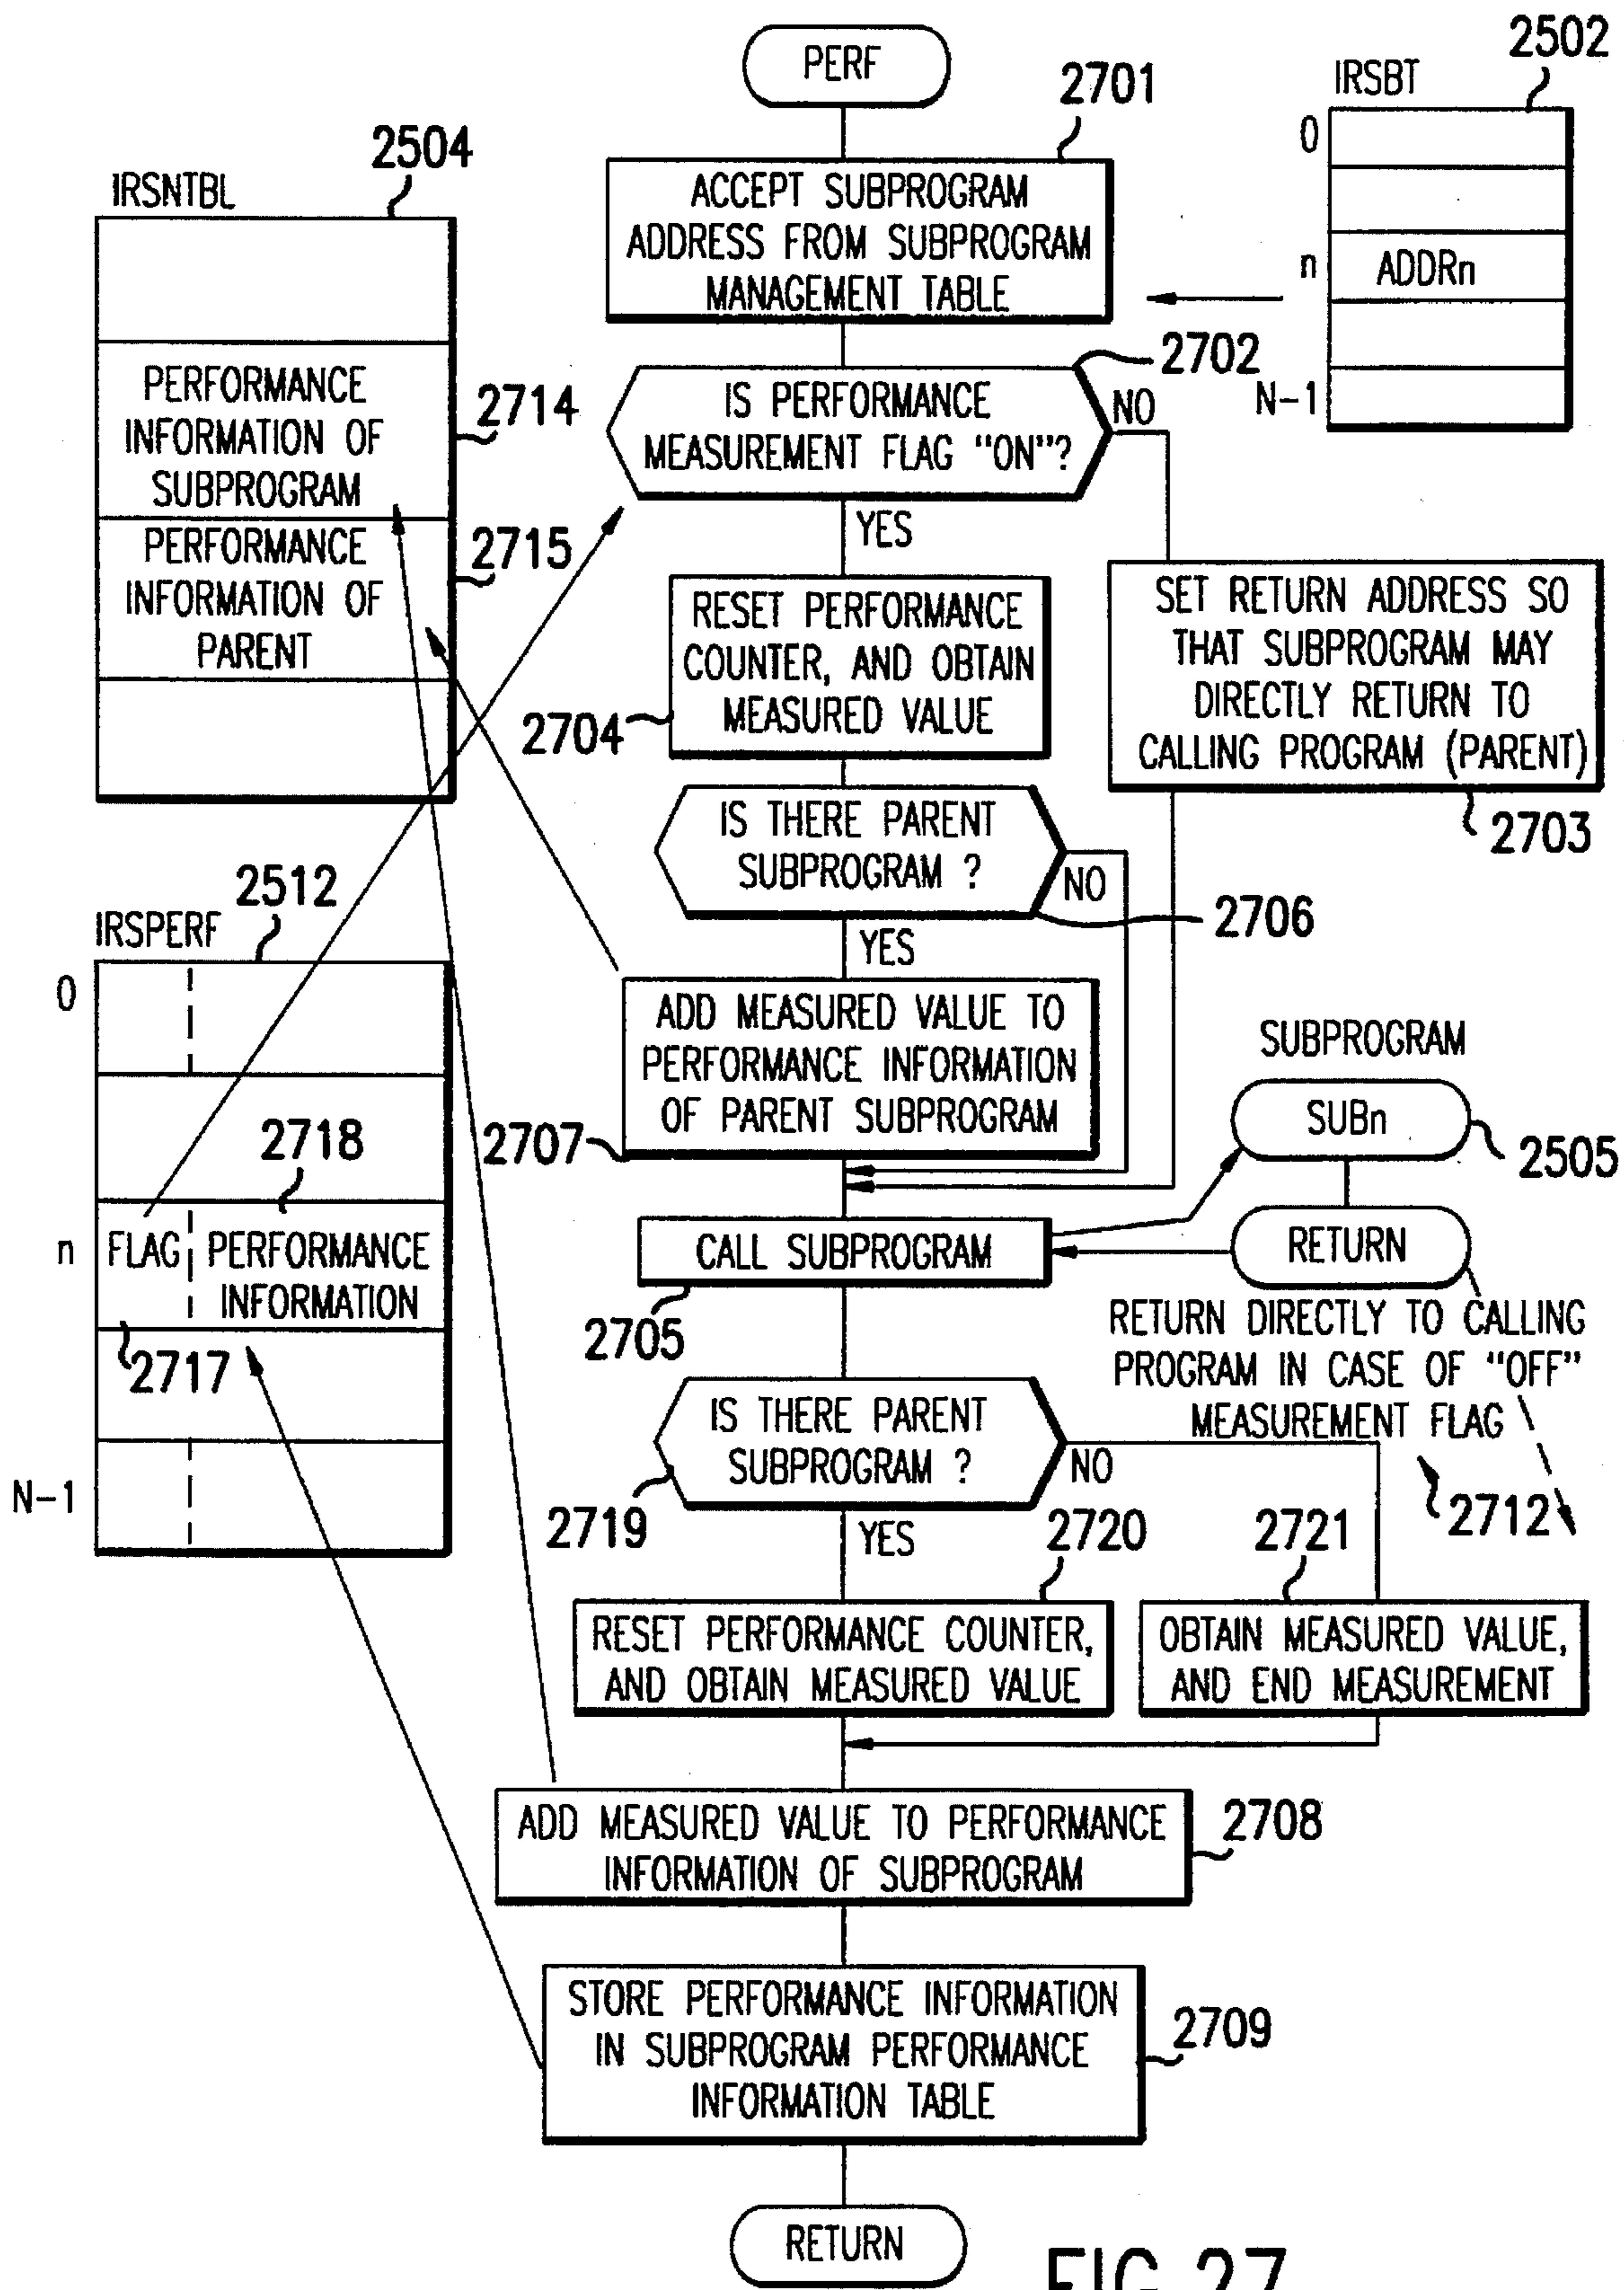 PERF
2701
ACCEPT SUBPROGRAM
ADDRESS FROM SUBPROGRAM
MANAGEMENT TABLE
2502
IRSBT
0
n
ADDRn
N-1
2504
IRSNTBL
PERFORMANCE
INFORMATION OF
SUBPROGRAM
2714
PERFORMANCE
INFORMATION OF
PARENT
2715
2702
IS PERFORMANCE
MEASUREMENT FLAG "ON"?
NO
YES
RESET PERFORMANCE
COUNTER, AND OBTAIN
MEASURED VALUE
2704
SET RETURN ADDRESS SO
THAT SUBPROGRAM MAY
DIRECTLY RETURN TO
CALLING PROGRAM (PARENT)
2703
IS THERE PARENT
SUBPROGRAM ?
NO
2706
YES
2512
IRSPERF
0
2718
n
FLAG
PERFORMANCE
INFORMATION
2717
N-1
ADD MEASURED VALUE TO
PERFORMANCE INFORMATION
OF PARENT SUBPROGRAM
2707
SUBPROGRAM
SUBn
2505
CALL SUBPROGRAM
2705
RETURN
RETURN DIRECTLY TO CALLING
PROGRAM IN CASE OF "OFF"
MEASUREMENT FLAG
2712
IS THERE PARENT
SUBPROGRAM ?
NO
2719
YES
2720
RESET PERFORMANCE COUNTER,
AND OBTAIN MEASURED VALUE
2721
OBTAIN MEASURED VALUE,
AND END MEASUREMENT
ADD MEASURED VALUE TO PERFORMANCE
INFORMATION OF SUBPROGRAM
2708
STORE PERFORMANCE INFORMATION
IN SUBPROGRAM PERFORMANCE
INFORMATION TABLE
2709
RETURN
FIG. 27